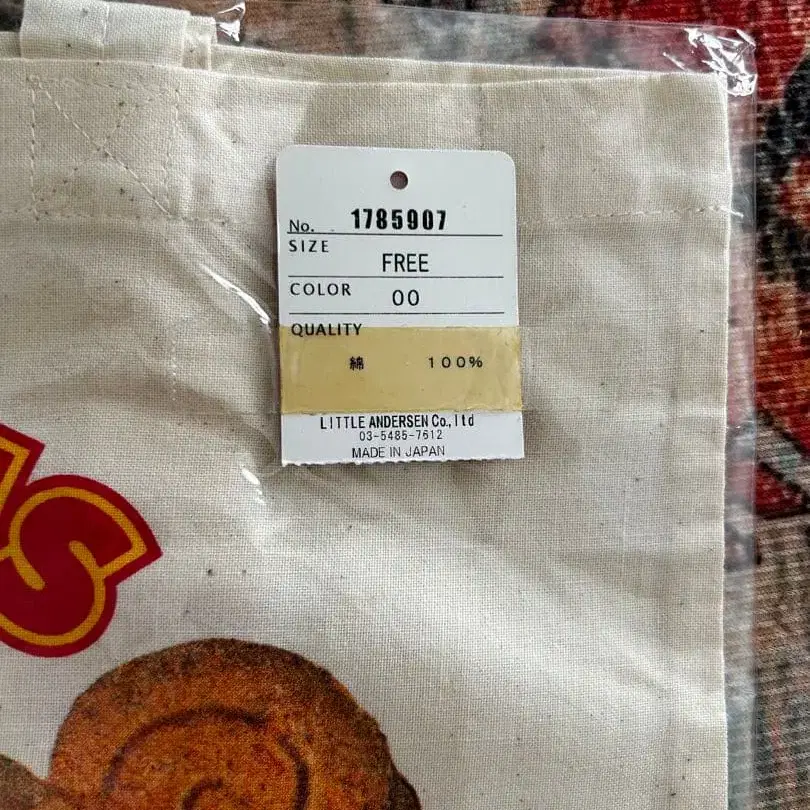 No. 1785907
SIZE
FREE
COLOR 00
QUALITY
綿 100%
LITTLE ANDERSEN Co.,ltd
03-5485-7612
MADE IN JAPAN
S